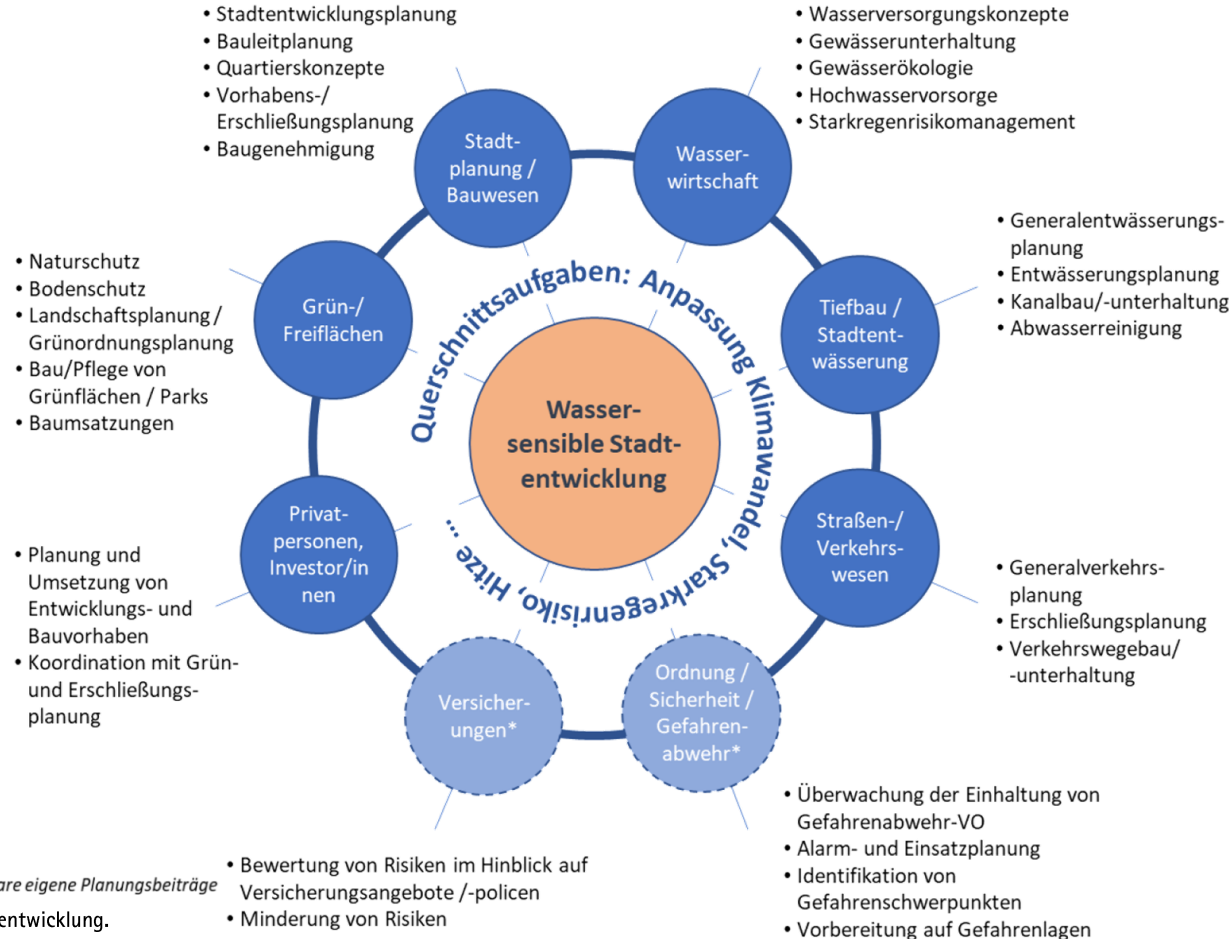 • Stadtentwicklungsplanung
• Bauleitplanung
• Quartierskonzepte
• Vorhabens-/
Erschließungsplanung
• Baugenehmigung
• Wasserversorgungskonzepte
• Gewässerunterhaltung
• Gewässerökologie
• Hochwasservorsorge
• Starkregenrisikomanagement
Stadt-
planung /
Bauwesen
Wasser-
wirtschaft
• Generalentwässerungs-
planung
• Entwässerungsplanung
• Kanalbau/-unterhaltung
• Abwasserreinigung
• Naturschutz
• Bodenschutz
• Landschaftsplanung /
Grünordnungsplanung
• Bau/Pflege von
Grünflächen / Parks
• Baumsatzungen
Grün-/
Freiflächen
Tiefbau /
Stadtent-
wässerung
Querschnittsaufgaben: Anpassung Klimawandel, Starkregenrisiko, Hitze ...
Wasser-
sensible Stadt-
entwicklung
Privat-
personen,
Investor/in
nen
Straßen-/
Verkehrs-
wesen
• Planung und
Umsetzung von
Entwicklungs- und
Bauvorhaben
• Koordination mit Grün-
und Erschließungs-
planung
• Generalverkehrs-
planung
• Erschließungsplanung
• Verkehrswegebau/
-unterhaltung
Versicher-
ungen*
Ordnung /
Sicherheit /
Gefahren-
abwehr*
• Überwachung der Einhaltung von
Gefahrenabwehr-VO
• Alarm- und Einsatzplanung
• Identifikation von
Gefahrenschwerpunkten
• Vorbereitung auf Gefahrenlagen
• Bewertung von Risiken im Hinblick auf
Versicherungsangebote /-policen
• Minderung von Risiken
are eigene Planungsbeiträge
entwicklung.